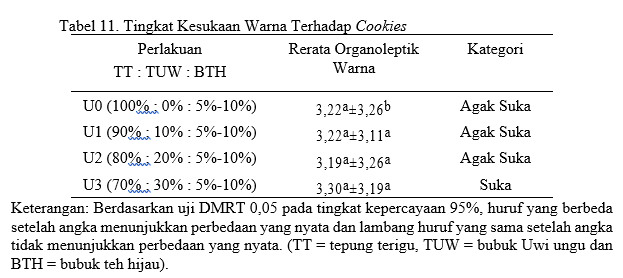 Tabel 11. Tingkat Kesukaan Warna Terhadap Cookies
Perlakuan Rerata Organoleptik Kategori
TT : TUW : BTH Warna
U0 (100% : 0% : 5%-10%) 3,22ᵃ±3,26ᵇ Agak Suka
U1 (90% : 10% : 5%-10%) 3,22ᵃ±3,11ᵃ Agak Suka
U2 (80% : 20% : 5%-10%) 3,19ᵃ±3,26ᵃ Agak Suka
U3 (70% : 30% : 5%-10%) 3,30ᵃ±3,19ᵃ Suka
Keterangan: Berdasarkan uji DMRT 0,05 pada tingkat kepercayaan 95%, huruf yang berbeda
setelah angka menunjukkan perbedaan yang nyata dan lambang huruf yang sama setelah angka
tidak menunjukkan perbedaan yang nyata. (TT = tepung terigu, TUW = bubuk Uwi ungu dan
BTH = bubuk teh hijau).